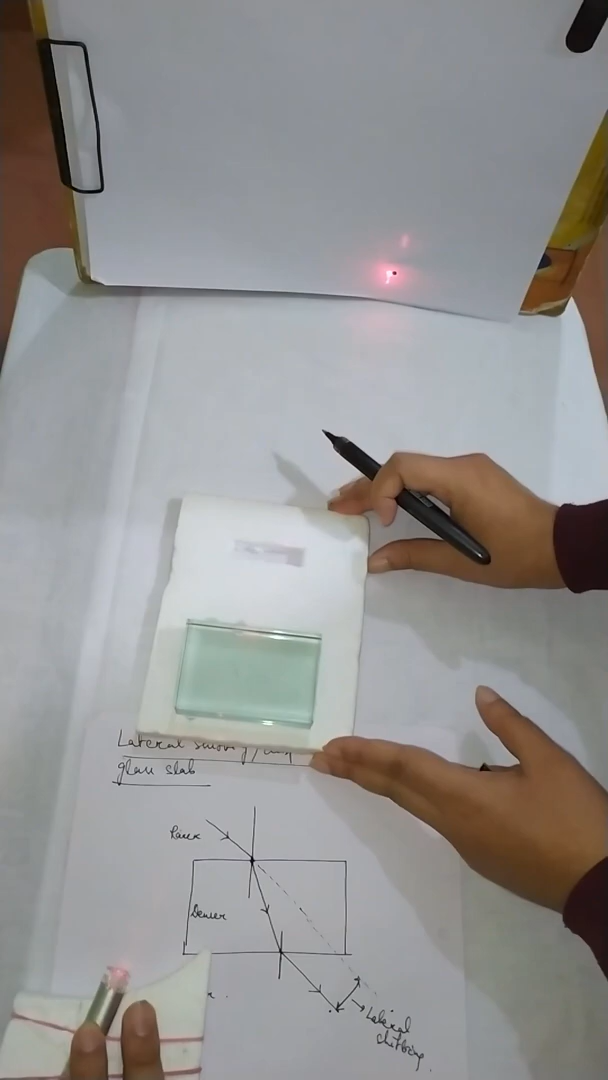 Lateral
glass slab
Rarer
Denser
Lateral
shifting.